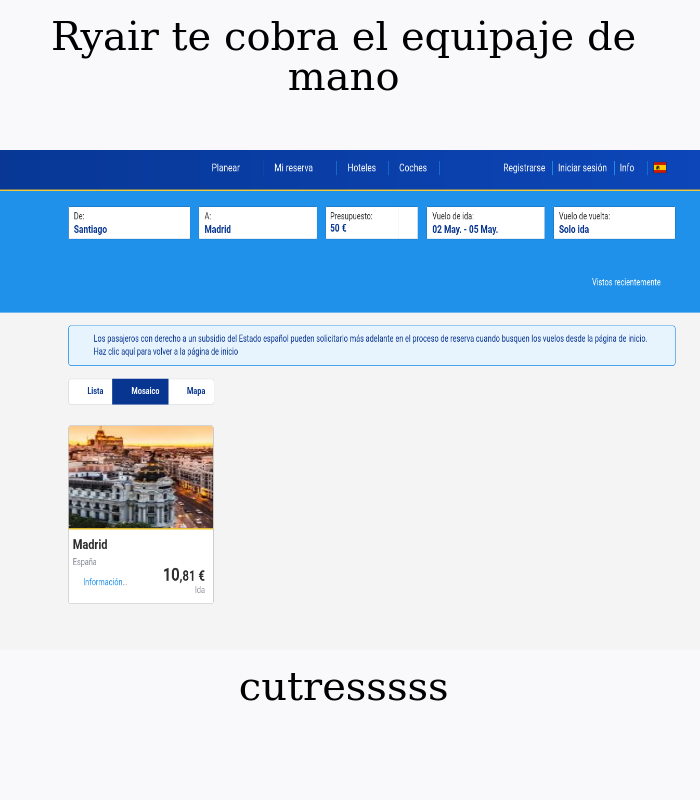 Ryair te cobra el equipaje de
mano
Planear Mi reserva Hoteles Coches Registrarse Iniciar sesión Info
De: A: Presupuesto: Vuelo de ida: Vuelo de vuelta:
Santiago Madrid 50 € 02 May. - 05 May. Solo ida
Vistos recientemente
Los pasajeros con derecho a un subsidio del Estado español pueden solicitarlo más adelante en el proceso de reserva cuando busquen los vuelos desde la página de inicio.
Haz clic aquí para volver a la página de inicio
Lista Mosaico Mapa
Madrid
España
10,81 €
Información..
Ida
cutresssss